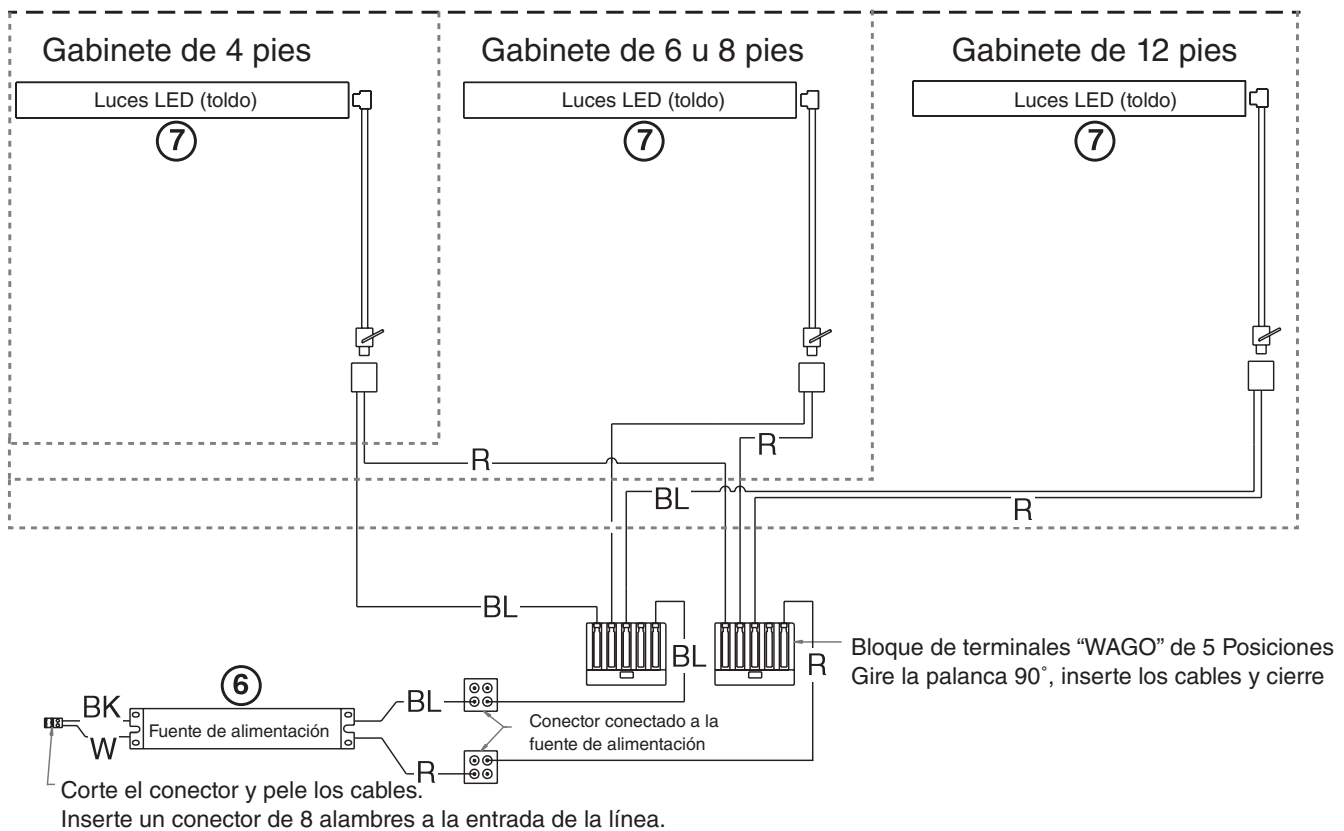 Gabinete de 4 pies
Gabinete de 6 u 8 pies
Gabinete de 12 pies
Luces LED (toldo)
Luces LED (toldo)
Luces LED (toldo)
7
7
7
R
R
BL
R
BL
BL
R
Bloque de terminales “WAGO” de 5 Posiciones
Gire la palanca 90˚, inserte los cables y cierre
6
BK
W
Fuente de alimentación
BL
R
Conector conectado a la
fuente de alimentación
Corte el conector y pele los cables.
Inserte un conector de 8 alambres a la entrada de la línea.